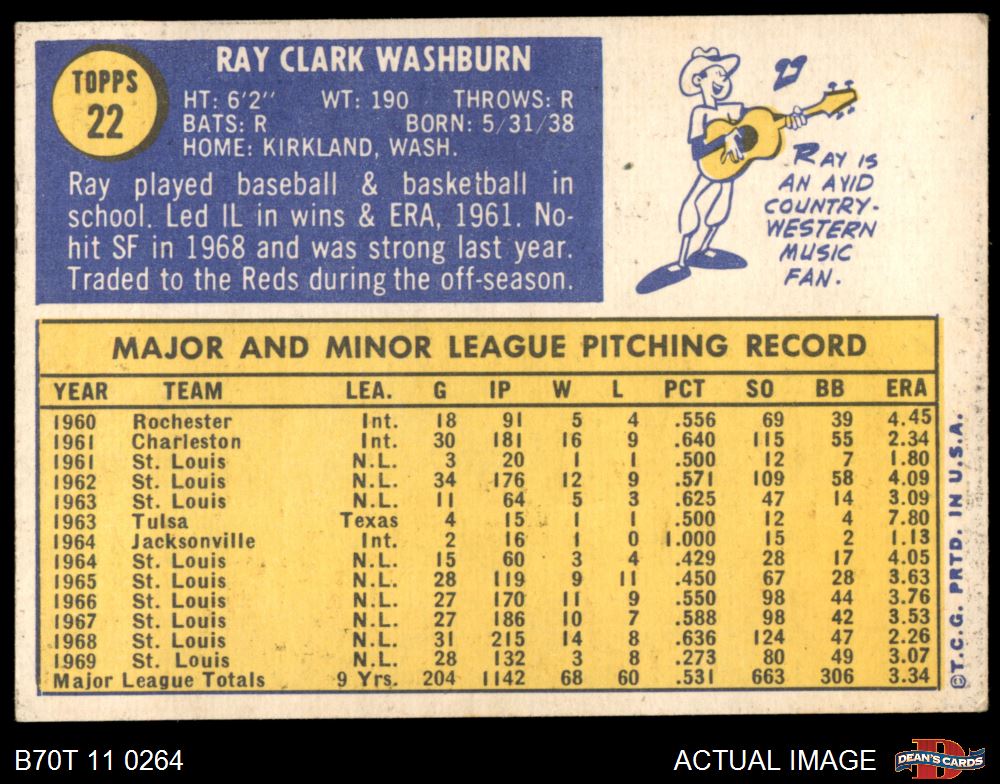 TOPPS
22
RAY CLARK WASHBURN
HT: 6'2" WT: 190 THROWS: R
BATS: R BORN: 5/31/38
HOME: KIRKLAND, WASH.
Ray played baseball & basketball in
school. Led IL in wins & ERA, 1961. No-
hit SF in 1968 and was strong last year.
Traded to the Reds during the off-season.
RAY IS
AN AVID
COUNTRY-
WESTERN
MUSIC
FAN.
MAJOR AND MINOR LEAGUE PITCHING RECORD
YEAR TEAM LEA. G IP W L PCT SO BB ERA
1960 Rochester Int. 18 91 5 4 .556 69 39 4.45
1961 Charleston Int. 30 181 16 9 .640 115 55 2.34
1961 St. Louis N.L. 3 20 1 1 .500 12 7 1.80
1962 St. Louis N.L. 34 176 12 9 .571 109 58 4.09
1963 St. Louis N.L. 11 64 5 3 .625 47 14 3.09
1963 Tulsa Texas 4 15 1 1 .500 12 4 7.80
1964 Jacksonville Int. 2 16 1 0 1.000 15 2 1.13
1964 St. Louis N.L. 15 60 3 4 .429 28 17 4.05
1965 St. Louis N.L. 28 119 9 11 .450 67 28 3.63
1966 St. Louis N.L. 27 170 11 9 .550 98 44 3.76
1967 St. Louis N.L. 27 186 10 7 .588 98 42 3.53
1968 St. Louis N.L. 31 215 14 8 .636 124 47 2.26
1969 St. Louis N.L. 28 132 3 8 .273 80 49 3.07
Major League Totals 9 Yrs. 204 1142 68 60 .531 663 306 3.34
©T.C.G. PRTD. IN U.S.A.
B70T 11 0264
ACTUAL IMAGE
DEAN'S CARDS